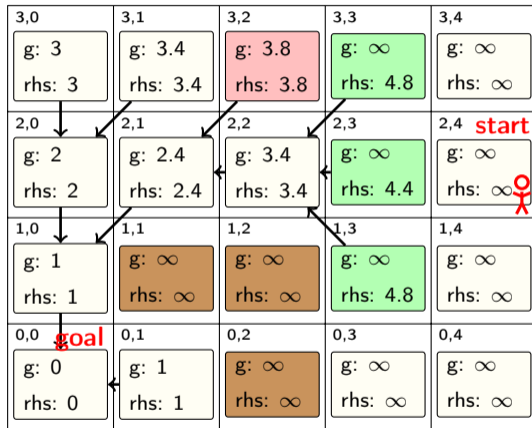 3,0 3,1 3,2 3,3 3,4
g: 3 g: 3.4 g: 3.8 g: ∞ g: ∞
rhs: 3 rhs: 3.4 rhs: 3.8 rhs: 4.8 rhs: ∞
2,0 2,1 2,2 2,3 2,4 start
g: 2 g: 2.4 g: 3.4 g: ∞ g: ∞
rhs: 2 rhs: 2.4 rhs: 3.4 rhs: 4.4 rhs: ∞
1,0 1,1 1,2 1,3 1,4
g: 1 g: ∞ g: ∞ g: ∞ g: ∞
rhs: 1 rhs: ∞ rhs: ∞ rhs: 4.8 rhs: ∞
0,0 goal 0,1 0,2 0,3 0,4
g: 0 g: 1 g: ∞ g: ∞ g: ∞
rhs: 0 rhs: 1 rhs: ∞ rhs: ∞ rhs: ∞